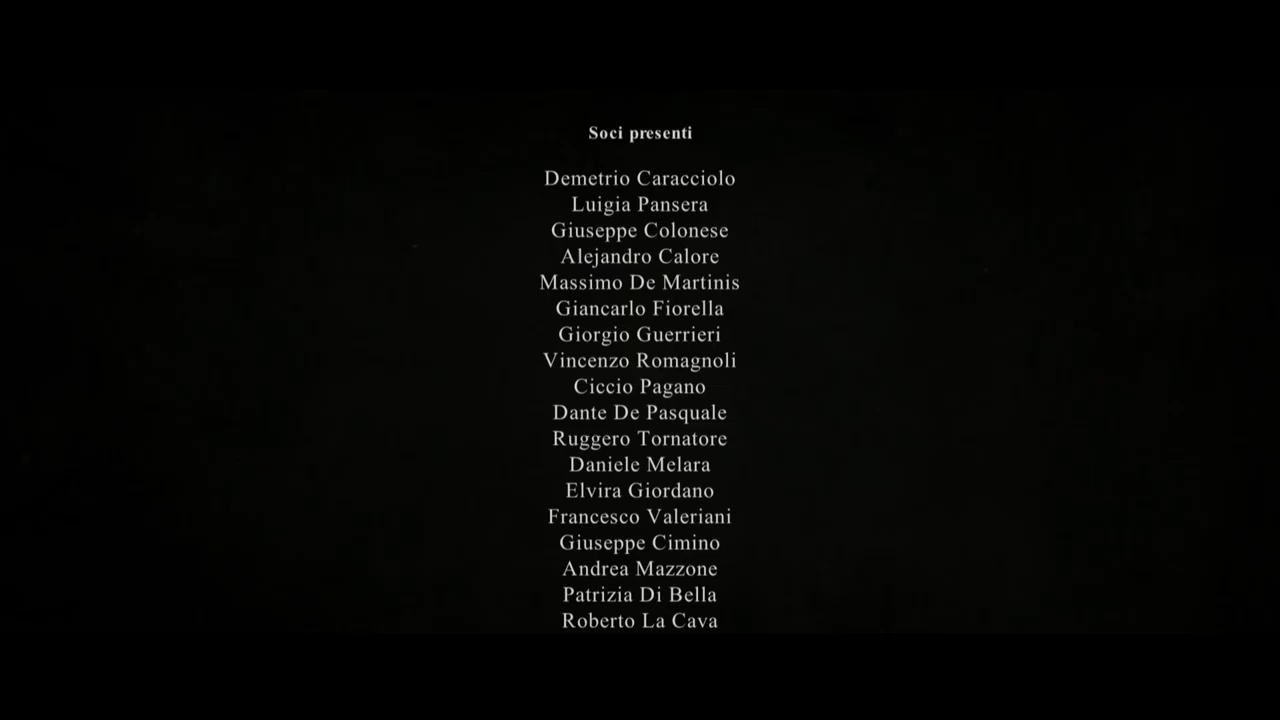 Soci presenti
Demetrio Caracciolo
Luigia Pansera
Giuseppe Colonese
Alejandro Calore
Massimo De Martinis
Giancarlo Fiorella
Giorgio Guerrieri
Vincenzo Romagnoli
Ciccio Pagano
Dante De Pasquale
Ruggero Tornatore
Daniele Melara
Elvira Giordano
Francesco Valeriani
Giuseppe Cimino
Andrea Mazzone
Patrizia Di Bella
Roberto La Cava